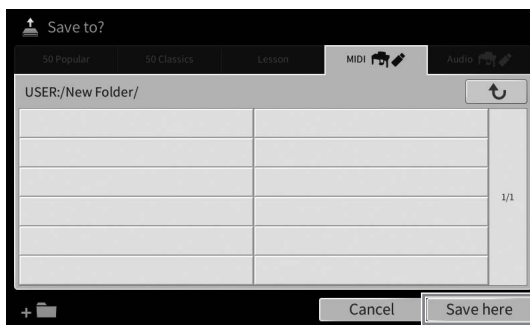 Save to?
50 Popular 50 Classics Lesson MIDI Audio
USER:/New Folder/
1/1
+ Cancel Save here